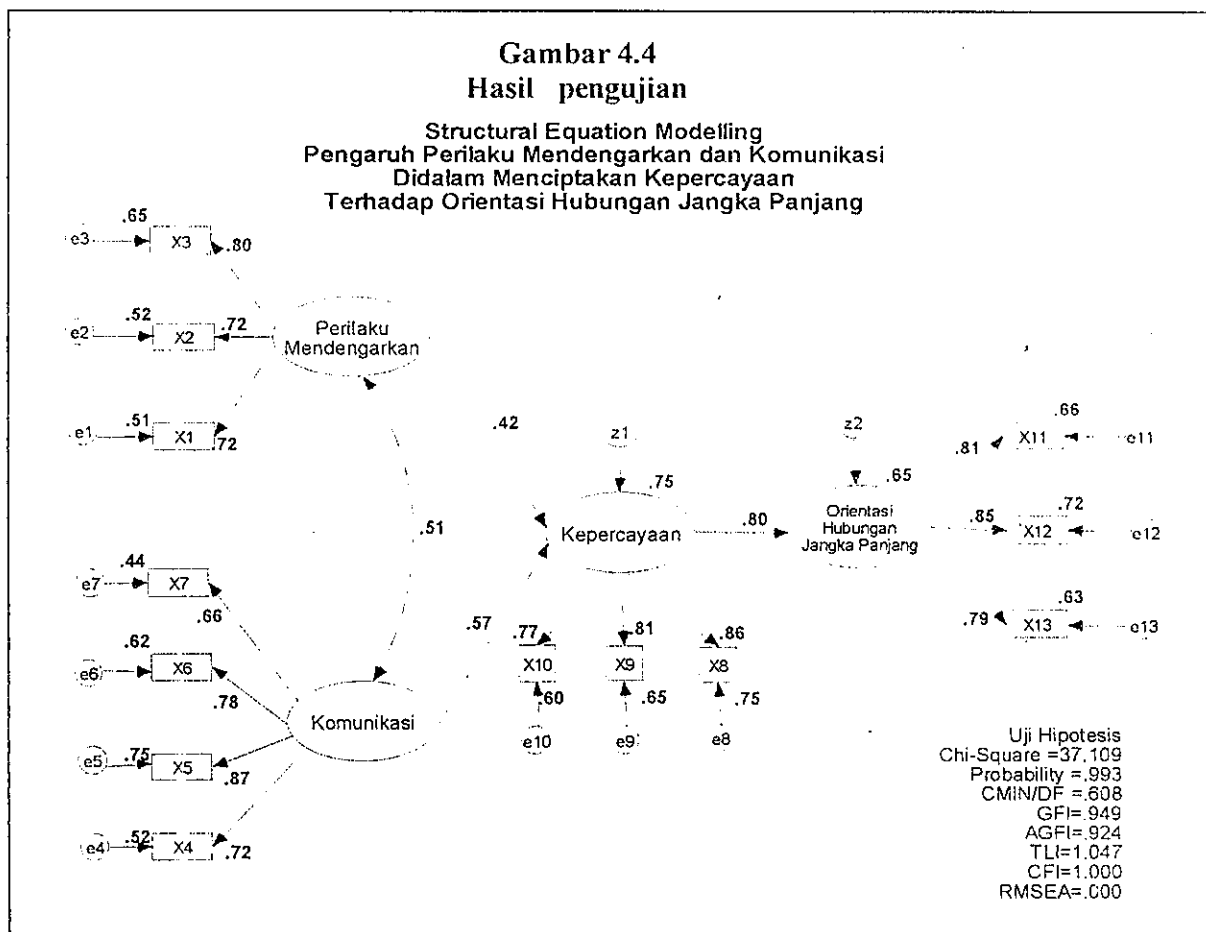 Gambar 4.4
Hasil pengujian
Structural Equation Modelling
Pengaruh Perilaku Mendengarkan dan Komunikasi
Didalam Menciptakan Kepercayaan
Terhadap Orientasi Hubungan Jangka Panjang
.65
e3
X3
.80
.52
e2
X2
.72
Perilaku
Mendengarkan
.51
e1
X1
.72
.42
z1
z2
.66
.81
X11
e11
.75
.65
.51
Kepercayaan
.80
Orientasi
Hubungan
Jangka Panjang
.85
.72
X12
e12
.44
e7
X7
.66
.57
.77
.81
.86
.63
.79
X13
e13
.62
e6
X6
.78
X10
X9
X8
.60
.65
.75
Komunikasi
e10
e9
e8
.75
e5
X5
.87
.52
e4
X4
.72
Uji Hipotesis
Chi-Square =37.109
Probability =.993
CMIN/DF =.608
GFI=.949
AGFI=.924
TLI=1.047
CFI=1.000
RMSEA=.000